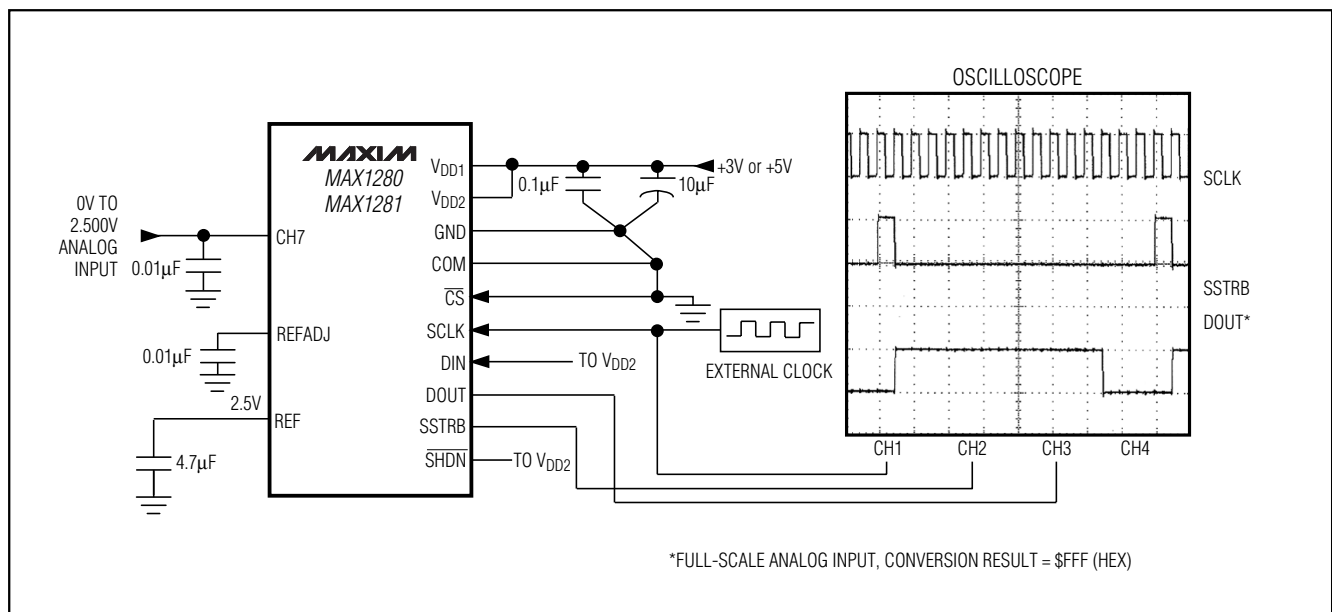 OSCILLOSCOPE
MAXIM
MAX1280
MAX1281
0V TO
2.500V
ANALOG
INPUT
0.01µF
CH7
REFADJ
0.01µF
2.5V
REF
4.7µF
VDD1
VDD2
GND
COM
CS
SCLK
DIN
DOUT
SSTRB
SHDN
0.1µF
10µF
+3V or +5V
EXTERNAL CLOCK
TO VDD2
TO VDD2
SCLK
SSTRB
DOUT*
CH1
CH2
CH3
CH4
*FULL-SCALE ANALOG INPUT, CONVERSION RESULT = $FFF (HEX)